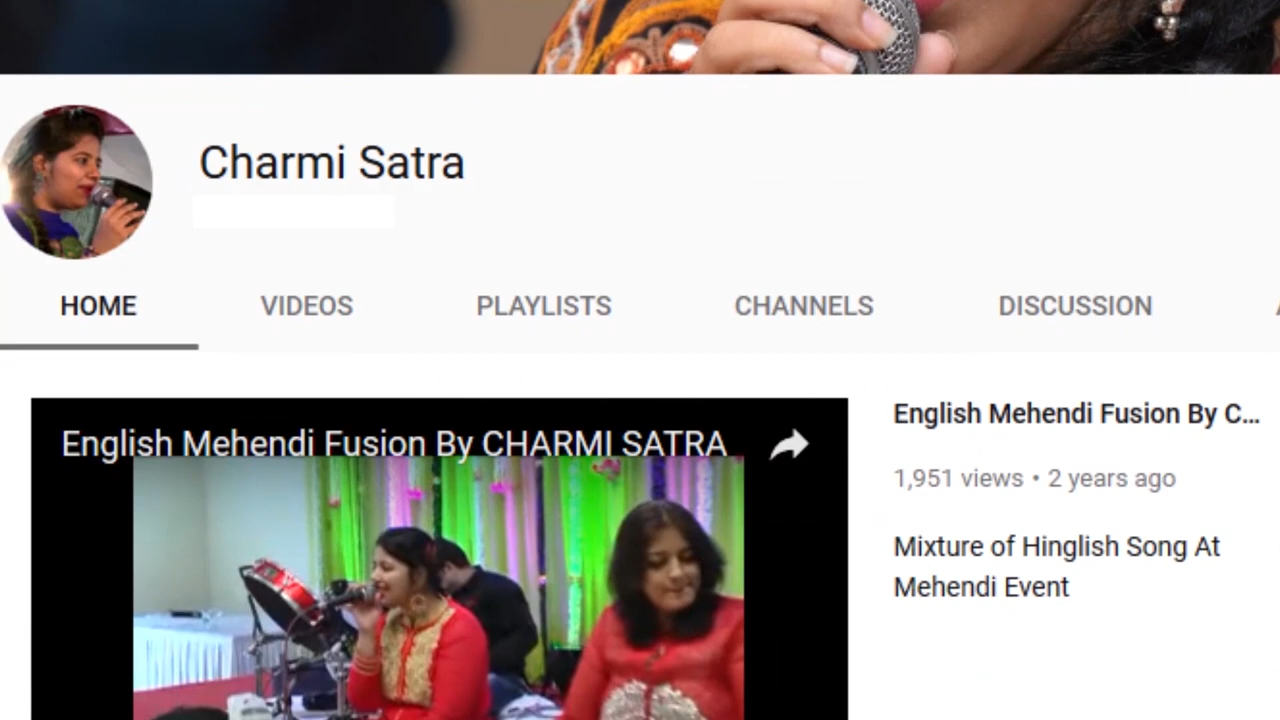 Charmi Satra
HOME VIDEOS PLAYLISTS CHANNELS DISCUSSION
English Mehendi Fusion By CHARMI SATRA
English Mehendi Fusion By C...
1,951 views • 2 years ago
Mixture of Hinglish Song At
Mehendi Event